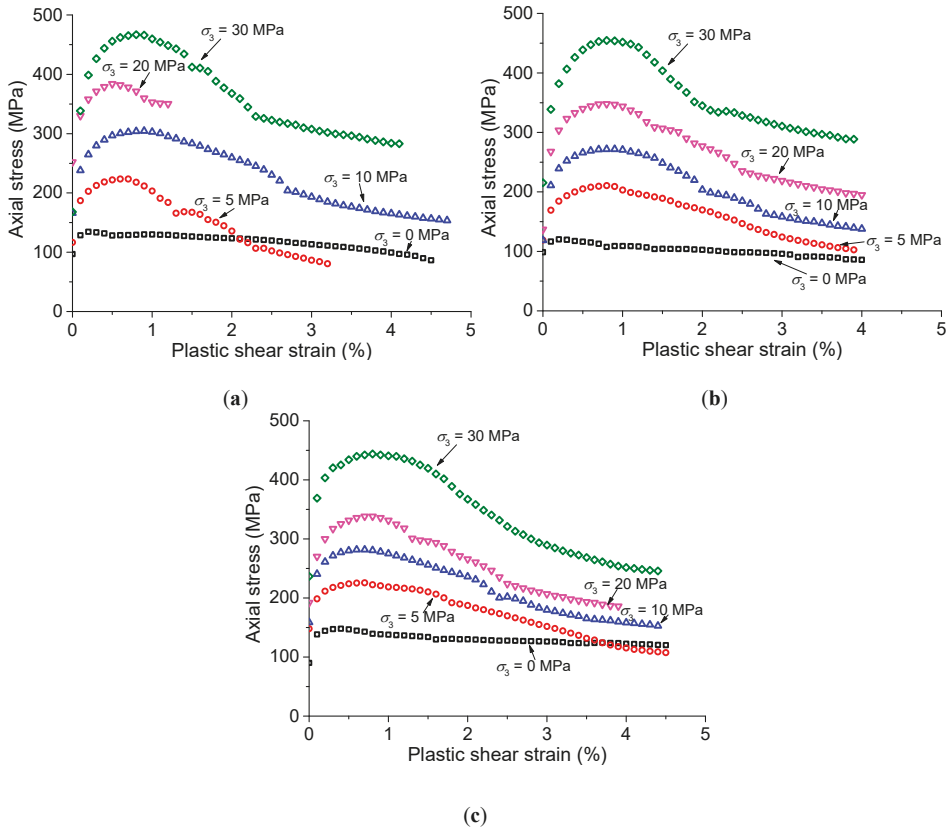 500
400
300
200
100
0
Axial stress (MPa)
σ3 = 30 MPa
σ3 = 20 MPa
σ3 = 10 MPa
σ3 = 5 MPa
σ3 = 0 MPa
0 1 2 3 4 5
Plastic shear strain (%)
(a)
500
400
300
200
100
0
Axial stress (MPa)
σ3 = 30 MPa
σ3 = 20 MPa
σ3 = 10 MPa
σ3 = 5 MPa
σ3 = 0 MPa
0 1 2 3 4 5
Plastic shear strain (%)
(b)
500
400
300
200
100
0
Axial stress (MPa)
σ3 = 30 MPa
σ3 = 20 MPa
σ3 = 10 MPa
σ3 = 5 MPa
σ3 = 0 MPa
0 1 2 3 4 5
Plastic shear strain (%)
(c)